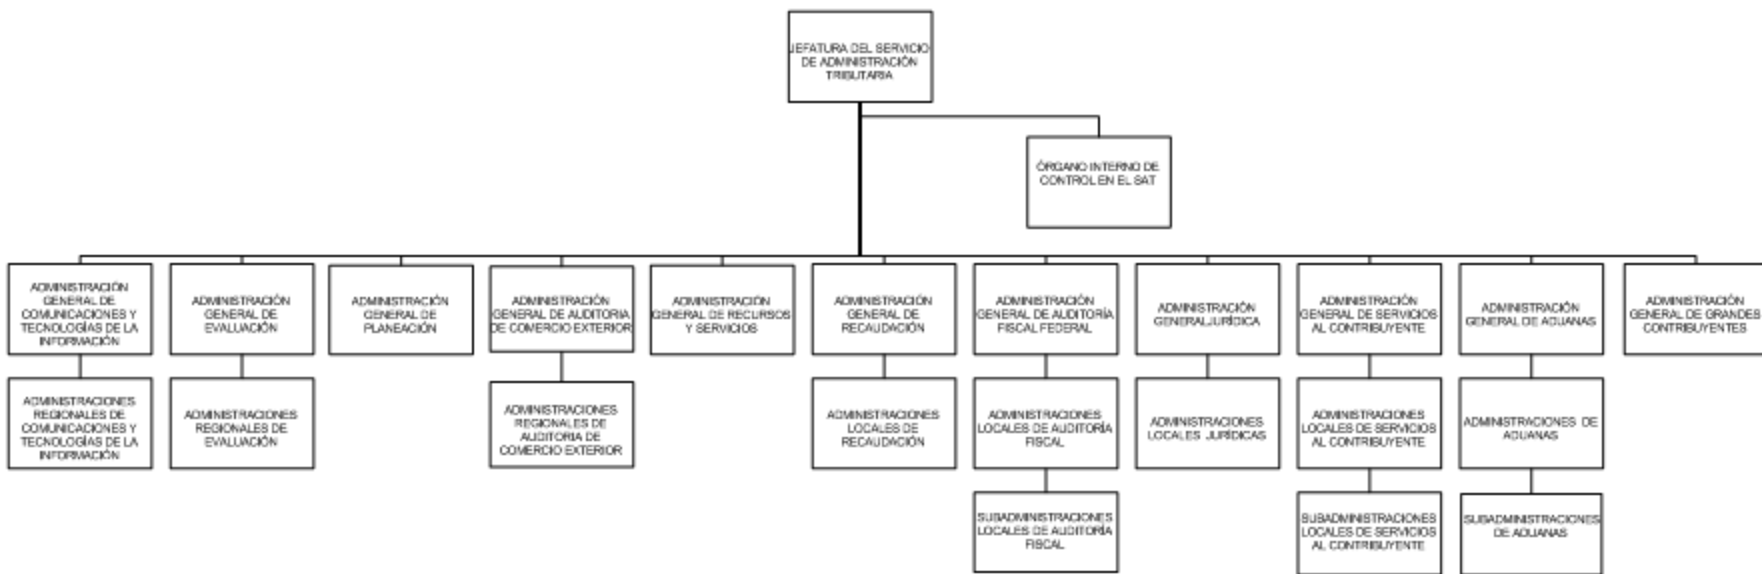 JEFATURA DEL SERVICIO
DE ADMINISTRACIÓN
TRIBUTARIA
ÓRGANO INTERNO DE
CONTROL EN EL SAT
ADMINISTRACIÓN
GENERAL DE
COMUNICACIONES Y
TECNOLOGÍAS DE LA
INFORMACIÓN
ADMINISTRACIÓN
GENERAL DE
EVALUACIÓN
ADMINISTRACIÓN
GENERAL DE
PLANEACIÓN
ADMINISTRACIÓN
GENERAL DE AUDITORIA
DE COMERCIO EXTERIOR
ADMINISTRACIÓN
GENERAL DE RECURSOS
Y SERVICIOS
ADMINISTRACIÓN
GENERAL DE
RECAUDACIÓN
ADMINISTRACIÓN
GENERAL DE AUDITORÍA
FISCAL FEDERAL
ADMINISTRACIÓN
GENERAL JURÍDICA
ADMINISTRACIÓN
GENERAL DE SERVICIOS
AL CONTRIBUYENTE
ADMINISTRACIÓN
GENERAL DE ADUANAS
ADMINISTRACIÓN
GENERAL DE GRANDES
CONTRIBUYENTES
ADMINISTRACIONES
REGIONALES DE
COMUNICACIONES Y
TECNOLOGÍAS DE LA
INFORMACIÓN
ADMINISTRACIONES
REGIONALES DE
EVALUACIÓN
ADMINISTRACIONES
REGIONALES DE
AUDITORIA DE
COMERCIO EXTERIOR
ADMINISTRACIONES
LOCALES DE
RECAUDACIÓN
ADMINISTRACIONES
LOCALES DE AUDITORÍA
FISCAL
ADMINISTRACIONES
LOCALES JURÍDICAS
ADMINISTRACIONES
LOCALES DE SERVICIOS
AL CONTRIBUYENTE
ADMINISTRACIONES DE
ADUANAS
SUBADMINISTRACIONES
LOCALES DE AUDITORÍA
FISCAL
SUBADMINISTRACIONES
LOCALES DE SERVICIOS
AL CONTRIBUYENTE
SUBADMINISTRACIONES
DE ADUANAS